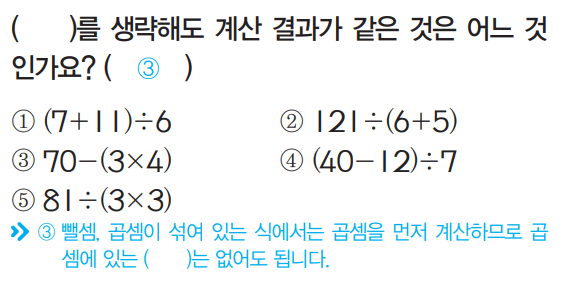 (    )를 생략해도 계산 결과가 같은 것은 어느 것
인가요? ( ③ )
① (7+11)÷6 ② 121÷(6+5)
③ 70−(3×4) ④ (40−12)÷7
⑤ 81÷(3×3)
③ 뺄셈, 곱셈이 섞여 있는 식에서는 곱셈을 먼저 계산하므로 곱
셈에 있는 (    )는 없어도 됩니다.